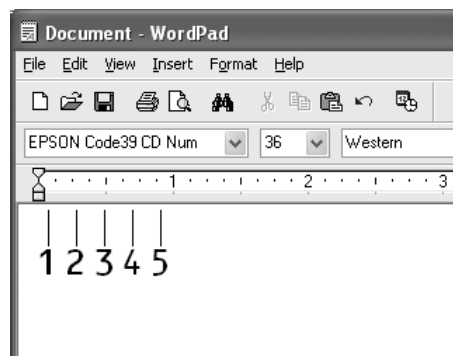 Document - WordPad
File Edit View Insert Format Help
EPSON Code39 CD Num 36 Western
1 2 3
1 2 3 4 5